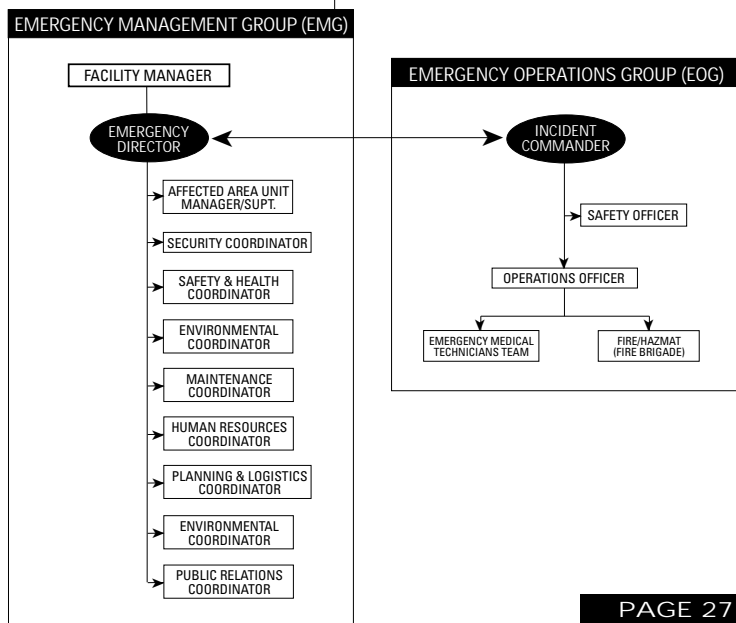 EMERGENCY MANAGEMENT GROUP (EMG)
FACILITY MANAGER
EMERGENCY
DIRECTOR
AFFECTED AREA UNIT
MANAGER/SUPT.
SECURITY COORDINATOR
SAFETY & HEALTH
COORDINATOR
ENVIRONMENTAL
COORDINATOR
MAINTENANCE
COORDINATOR
HUMAN RESOURCES
COORDINATOR
PLANNING & LOGISTICS
COORDINATOR
ENVIRONMENTAL
COORDINATOR
PUBLIC RELATIONS
COORDINATOR
EMERGENCY OPERATIONS GROUP (EOG)
INCIDENT
COMMANDER
SAFETY OFFICER
OPERATIONS OFFICER
EMERGENCY MEDICAL
TECHNICIANS TEAM
FIRE/HAZMAT
(FIRE BRIGADE)
PAGE 27